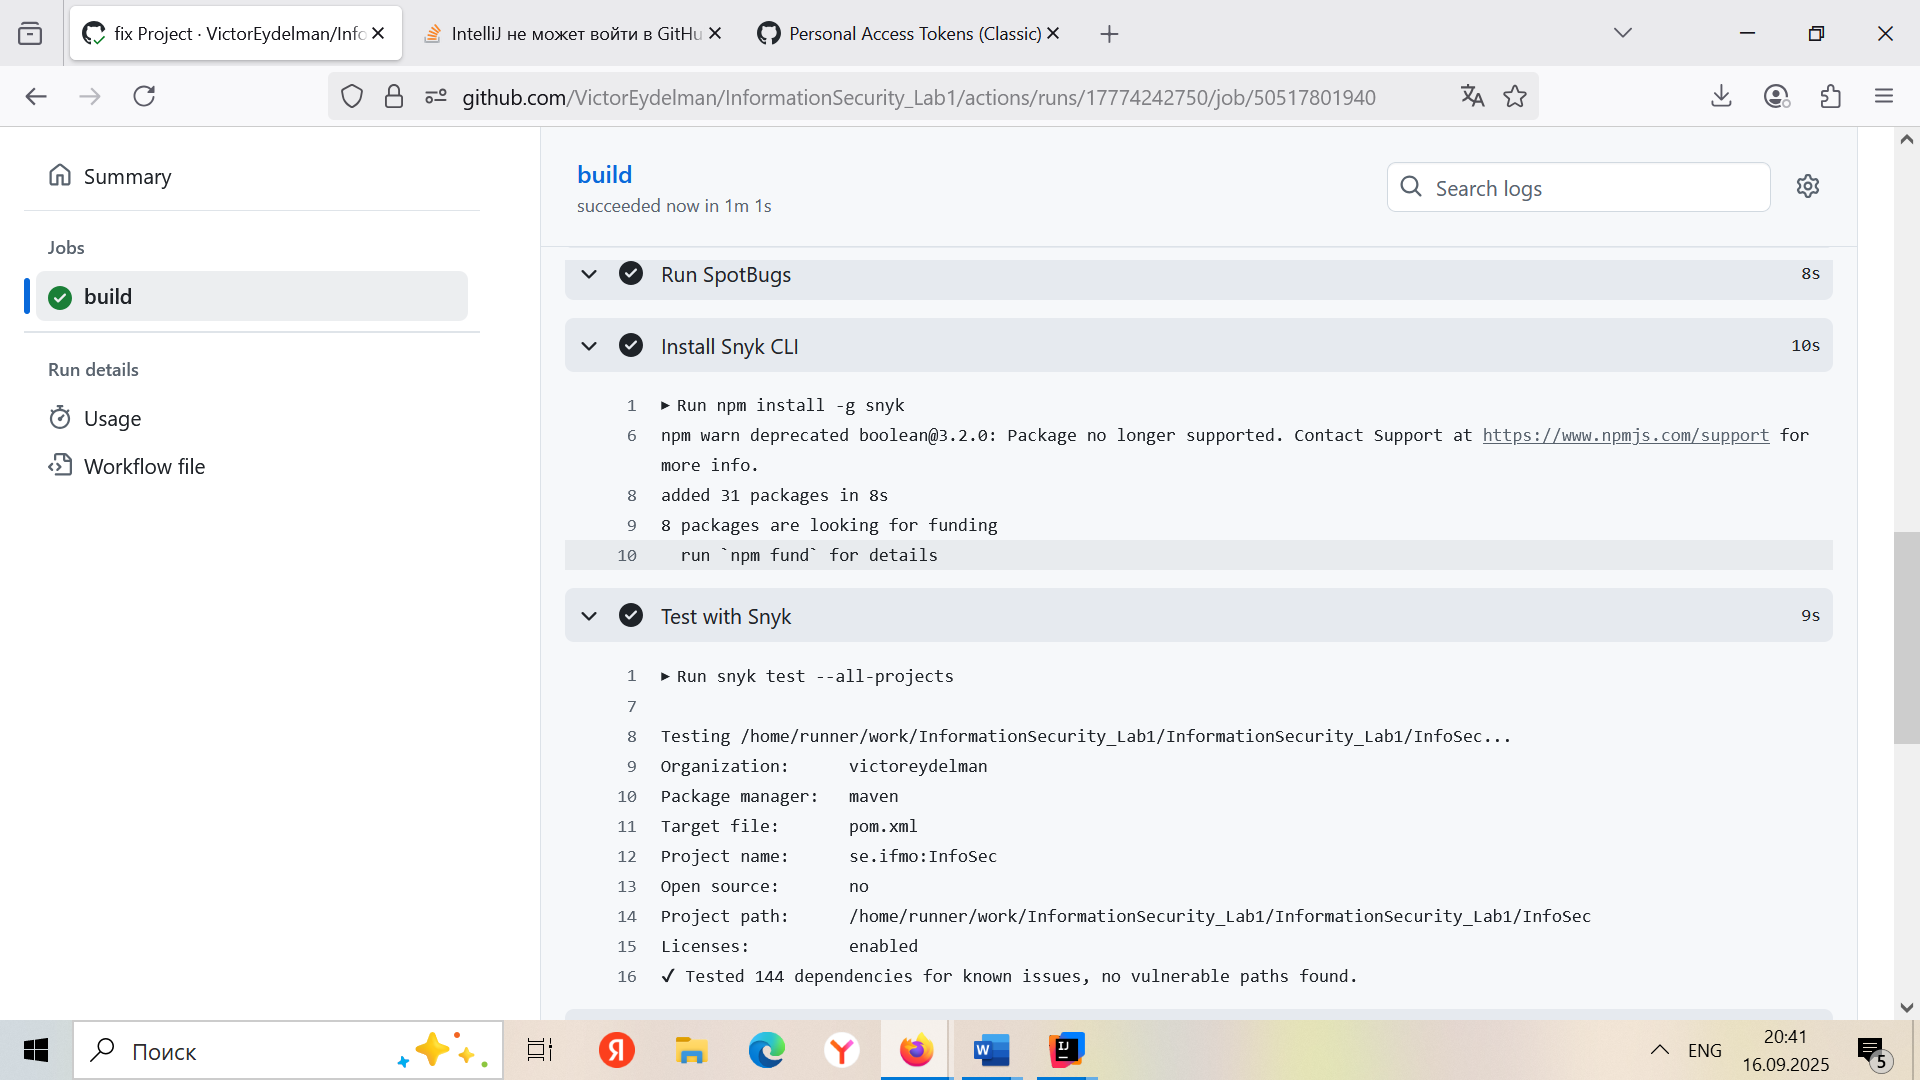 fix Project · VictorEydelman/Info
IntelliJ не может войти в GitHu
Personal Access Tokens (Classic)
github.com/VictorEydelman/InformationSecurity_Lab1/actions/runs/17774242750/job/50517801940
Summary
Jobs
build
Run details
Usage
Workflow file
build
succeeded now in 1m 1s
Search logs
Run SpotBugs 8s
Install Snyk CLI 10s
1 Run npm install -g snyk
6 npm warn deprecated boolean@3.2.0: Package no longer supported. Contact Support at https://www.npmjs.com/support for
more info.
8 added 31 packages in 8s
9 8 packages are looking for funding
10 run `npm fund` for details
Test with Snyk 9s
1 Run snyk test --all-projects
7
8 Testing /home/runner/work/InformationSecurity_Lab1/InformationSecurity_Lab1/InfoSec...
9 Organization: victoreydelman
10 Package manager: maven
11 Target file: pom.xml
12 Project name: se.ifmo:InfoSec
13 Open source: no
14 Project path: /home/runner/work/InformationSecurity_Lab1/InformationSecurity_Lab1/InfoSec
15 Licenses: enabled
16 ✓ Tested 144 dependencies for known issues, no vulnerable paths found.
Поиск
Я
Y
W
IJ
ENG
20:41
16.09.2025
5